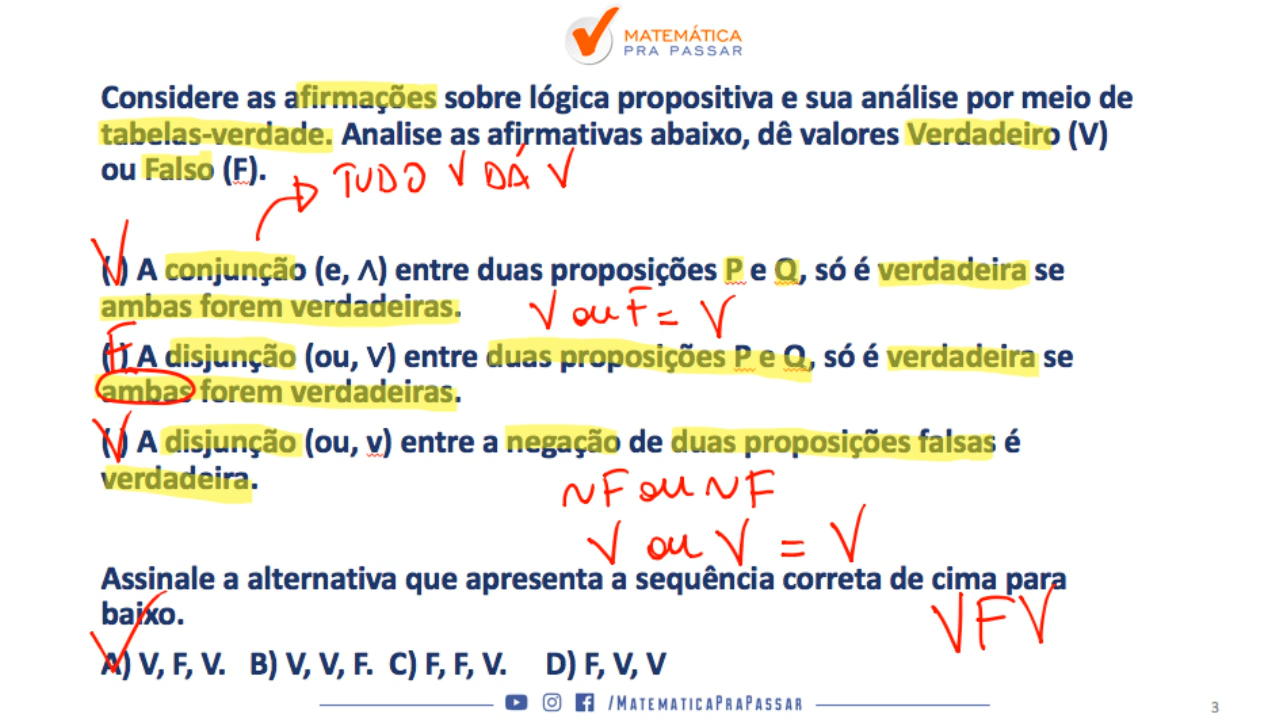 MATEMÁTICA
PRA PASSAR
Considere as afirmações sobre lógica propositiva e sua análise por meio de
tabelas-verdade. Analise as afirmativas abaixo, dê valores Verdadeiro (V)
ou Falso (F).
TUDO V DÁ V
V
( ) A conjunção (e, ∧) entre duas proposições P e Q, só é verdadeira se
ambas forem verdadeiras.
V ou F = V
F
( ) A disjunção (ou, ∨) entre duas proposições P e Q, só é verdadeira se
ambas forem verdadeiras.
V
( ) A disjunção (ou, v) entre a negação de duas proposições falsas é
verdadeira.
~F ou ~F
V ou V = V
Assinale a alternativa que apresenta a sequência correta de cima para
baixo.
VFV
A) V, F, V. B) V, V, F. C) F, F, V. D) F, V, V
/MATEMATICAPRAPASSAR
3